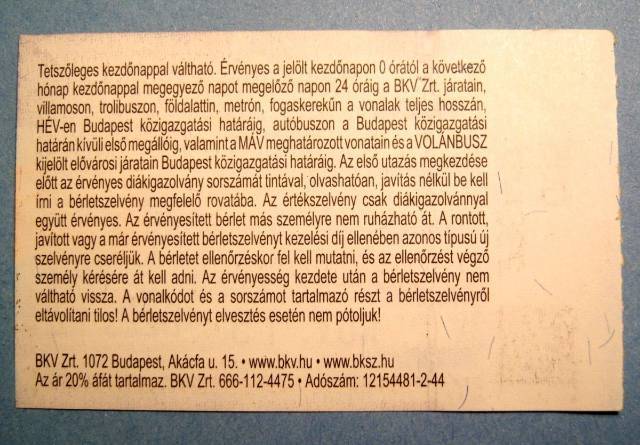 Tetszőleges kezdőnappal váltható. Érvényes a jelölt kezdőnapon 0 órától a következő
hónap kezdőnappal megegyező napot megelőző napon 24 óráig a BKV Zrt. járatain,
villamoson, trolibuszon, földalattin, metrón, fogaskerekűn a vonalak teljes hosszán,
HÉV-en Budapest közigazgatási határáig, autóbuszon a Budapest közigazgatási
határán kívüli első megállóig, valamint a MÁV meghatározott vonatain és a VOLÁNBUSZ
kijelölt elővárosi járatain Budapest közigazgatási határáig. Az első utazás megkezdése
előtt az érvényes diákigazolvány sorszámát tintával, olvashatóan, javítás nélkül be kell
írni a bérletszelvény megfelelő rovatába. Az értékszelvény csak diákigazolvánnyal
együtt érvényes. Az érvényesített bérlet más személyre nem ruházható át. A rontott,
javított vagy a már érvényesített bérletszelvényt kezelési díj ellenében azonos típusú új
szelvényre cseréljük. A bérletet ellenőrzéskor fel kell mutatni, és az ellenőrzést végző
személy kérésére át kell adni. Az érvényesség kezdete után a bérletszelvény nem
váltható vissza. A vonalkódot és a sorszámot tartalmazó részt a bérletszelvényről
eltávolítani tilos! A bérletszelvényt elvesztés esetén nem pótoljuk!
BKV Zrt. 1072 Budapest, Akácfa u. 15. • www.bkv.hu • www.bksz.hu
Az ár 20% áfát tartalmaz. BKV Zrt. 666-112-4475 • Adószám: 12154481-2-44